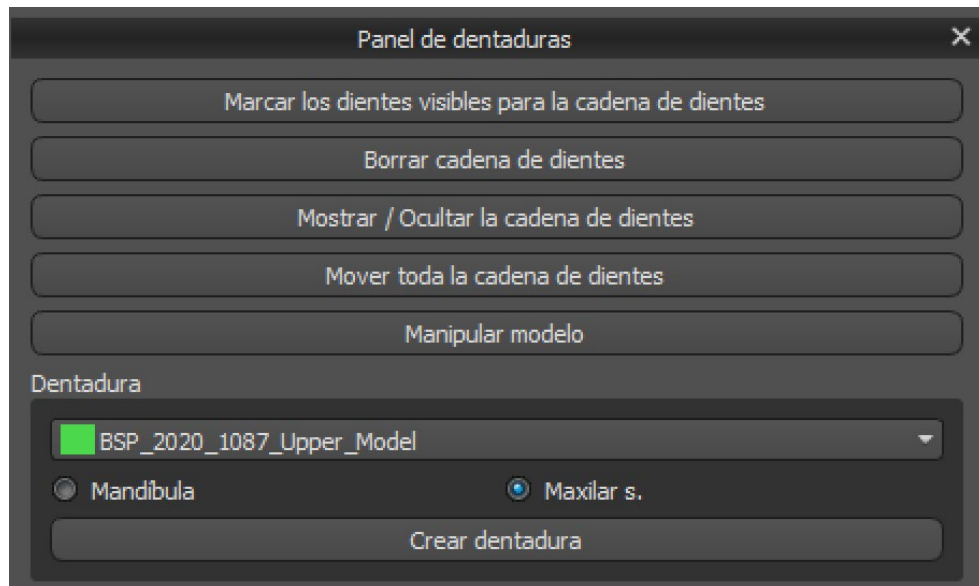 Panel de dentaduras
Marcar los dientes visibles para la cadena de dientes
Borrar cadena de dientes
Mostrar / Ocultar la cadena de dientes
Mover toda la cadena de dientes
Manipular modelo
Dentadura
BSP_2020_1087_Upper_Model
Mandíbula Maxilar s.
Crear dentadura